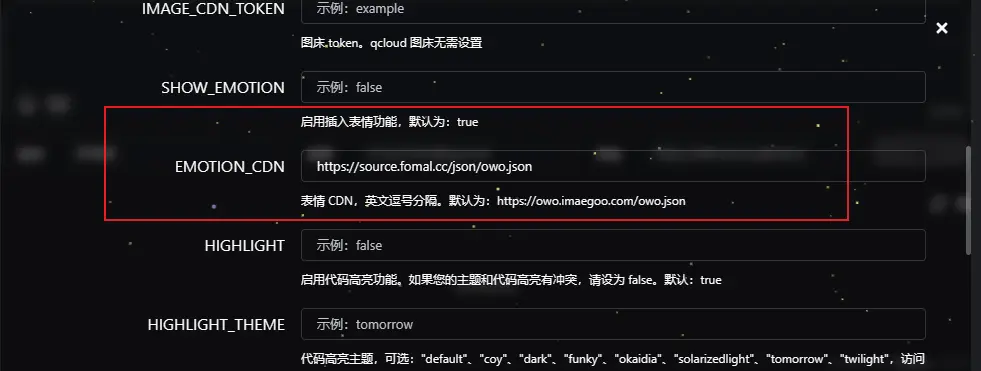 IMAGE_CDN_TOKEN 示例：example
图床 token。qcloud 图床无需设置
SHOW_EMOTION 示例：false
启用插入表情功能，默认为：true
EMOTION_CDN https://source.fomal.cc/json/owo.json
表情 CDN，英文逗号分隔。默认为：https://owo.imaegoo.com/owo.json
HIGHLIGHT 示例：false
启用代码高亮功能。如果您的主题和代码高亮有冲突，请设为 false。默认：true
HIGHLIGHT_THEME 示例：tomorrow
代码高亮主题，可选："default"、"coy"、"dark"、"funky"、"okaidia"、"solarizedlight"、"tomorrow"、"twilight"，访问